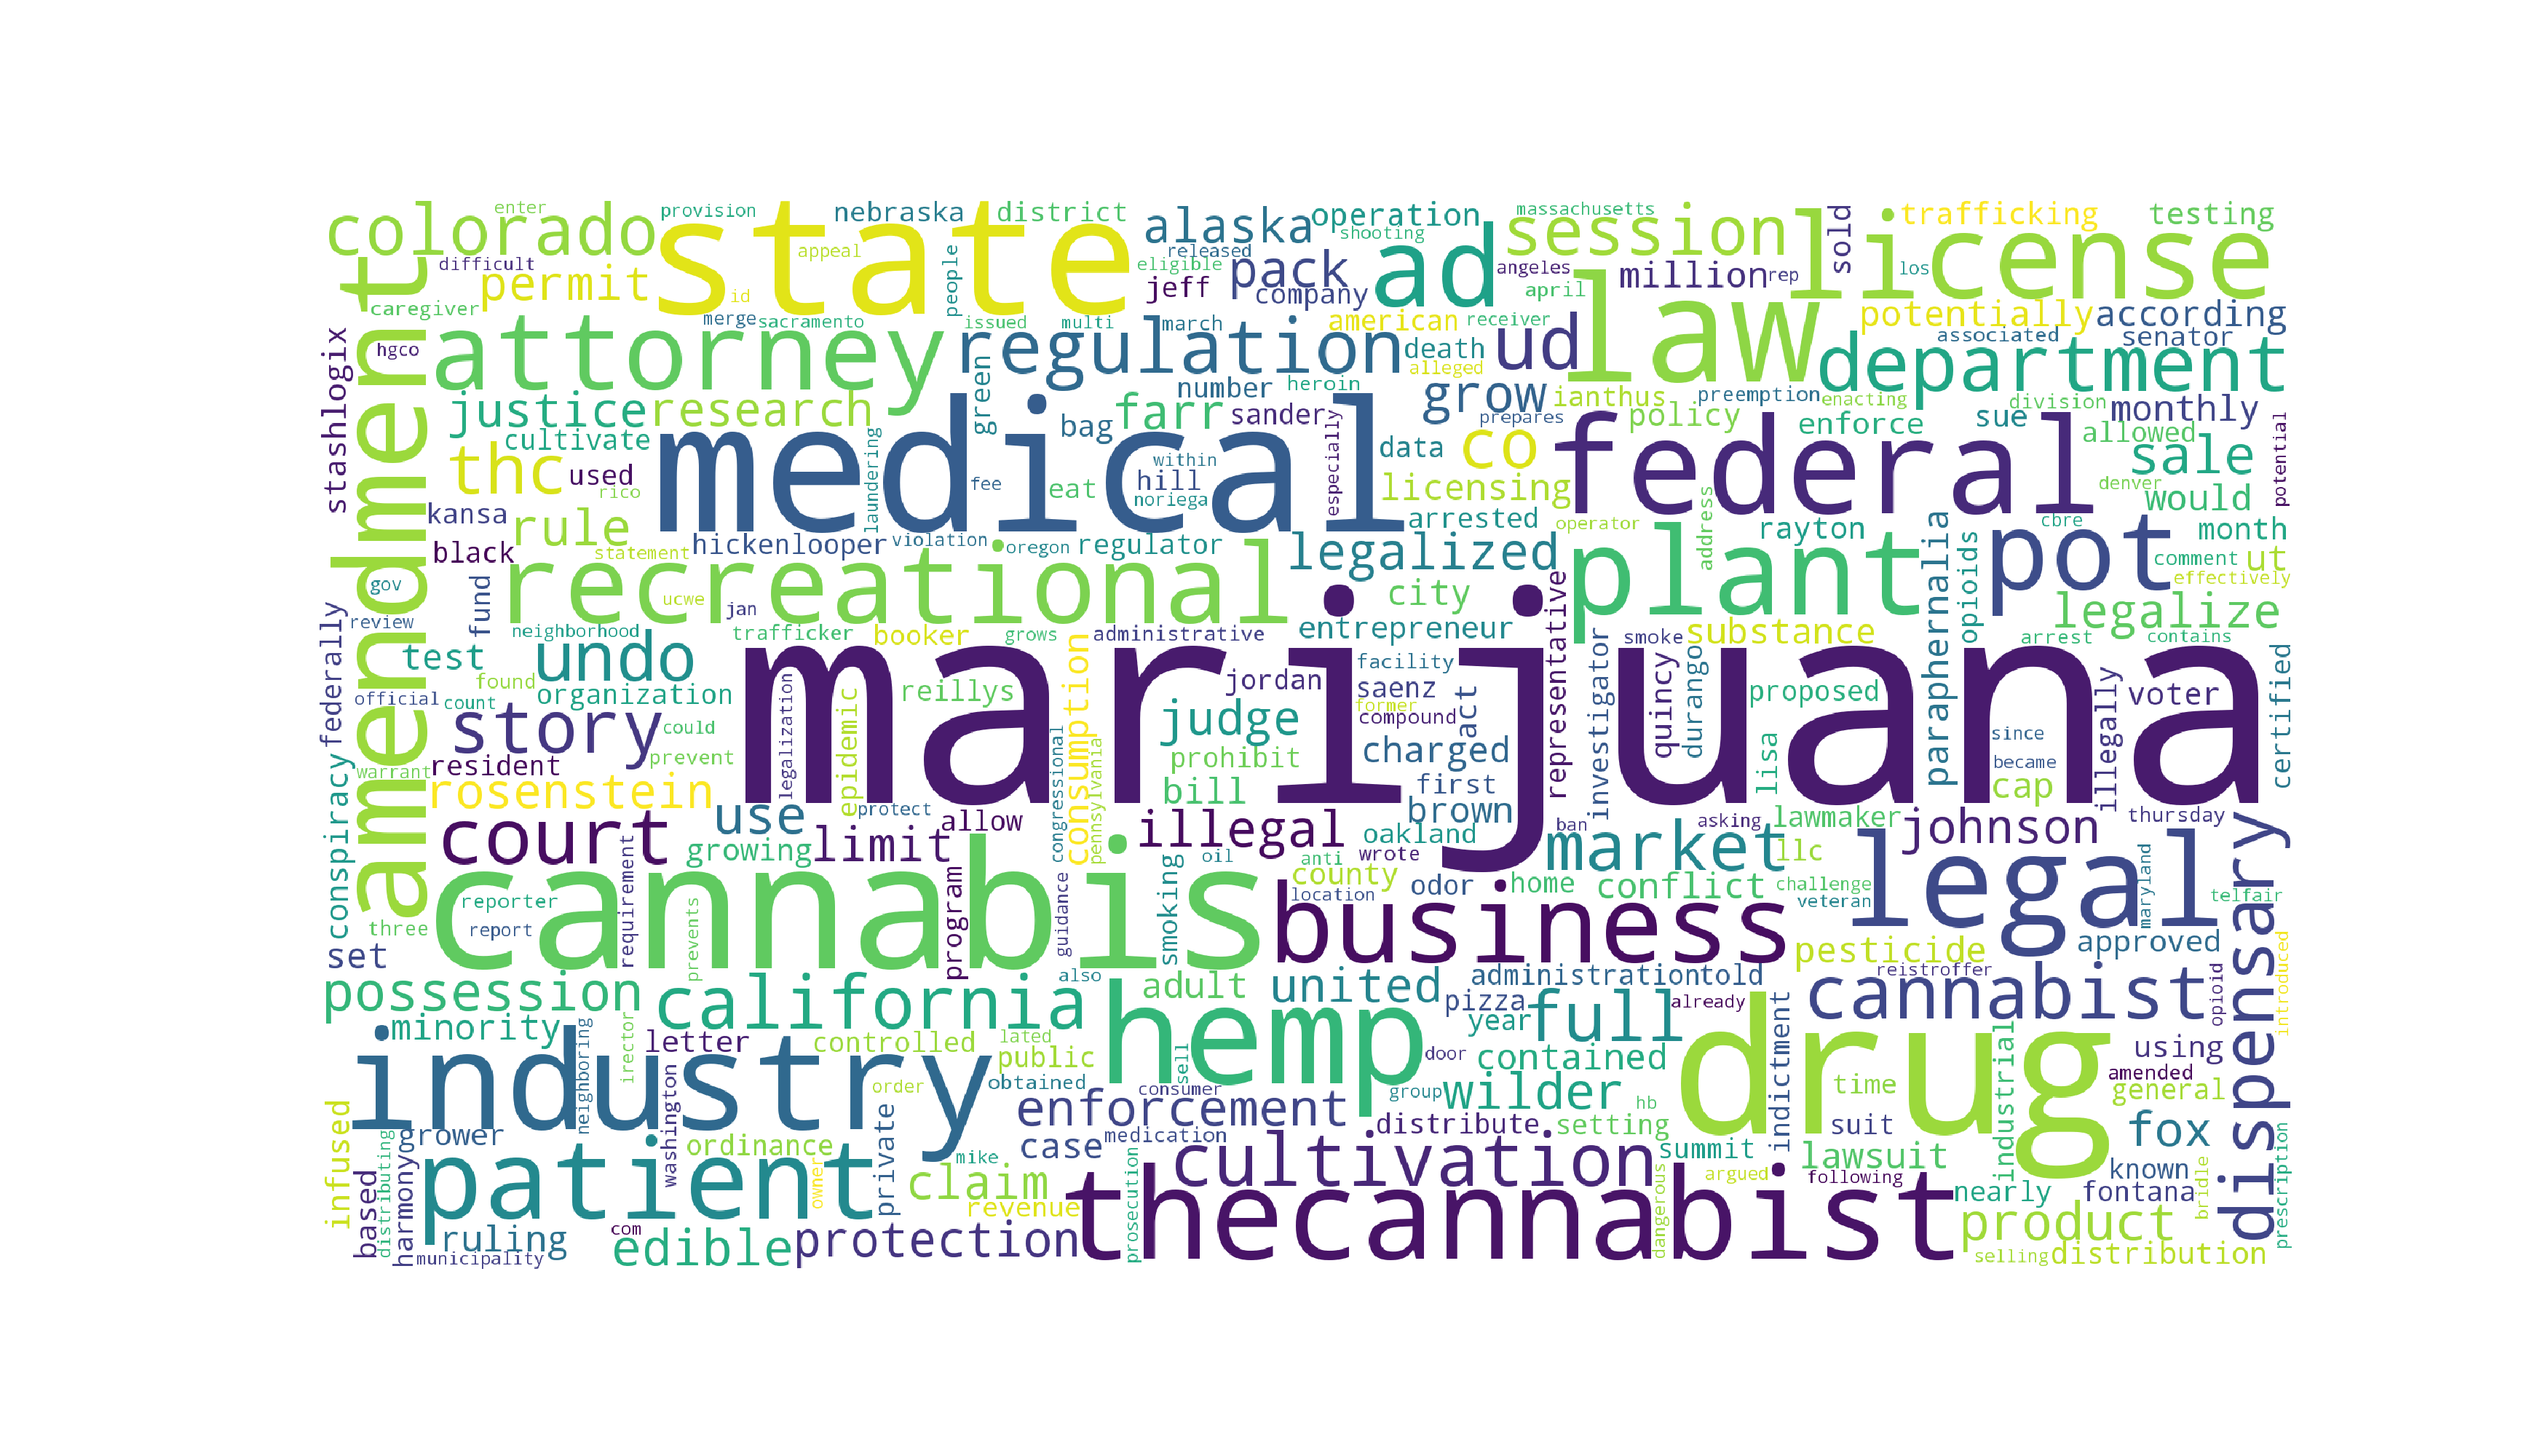 enter
provision
nebraska
district
alaska
operation
massachusetts
shooting
session
license
sold
trafficking
testing
colorado
state
appeal
people
released
eligible
pack
ad
angeles
million
rep
los
difficult
permit
id
jeff
company
april
law
potentially
according
caregiver
amendment
attorney
merge
sacramento
issued
multi
march
american
receiver
ud
department
associated
senator
stashlogix
hgco
regulation
death
alleged
green
number
heroin
grow
ianthus
preemption
enacting
division
monthly
justice
research
farr
sandery
prepares
policy
enforce
sue
allowed
potential
cultivate
laundering
medical
bag
within
especially
data
co
federal
sale
thc
used
rico
fee
eat
hill
noriega
licensing
denver
would
kansa
rule
arrested
operator
address
rayton
paraphernalia
cbre
month
black
statement
hickenlooper
violation
oregon
regulator
legalized
plant
opioids
pot
comment
ut
effectively
gov
fund
recreational
ucwe
jan
city
representative
legalize
review
neighborhood
trafficker
booker
grows
administrative
entrepreneur
investigator
smoke
substance
arrest
contains
federally
test
undo
consumption
marijuana
facility
found
organization
legalization
epidemic
reillys
jordan
saenz
act
quincy
durango
proposed
illegally
voter
certified
official
count
story
could
judge
former
compound
since
prevent
congressional
pennsylvania
prohibit
charged
lisa
became
conspiracy
warrant
resident
rosenstein
bill
first
brown
cap
use
protect
allow
illegal
oakland
ban
asking
lawmaker
johnson
thursday
court
growing
limit
oil
anti
wrote
market
llc
dispensary
cannabis
smoking
county
location
odor
home
conflict
challenge
veteran
legal
maryland
telfair
reporter
requirement
prevents
program
guidance
business
three
report
set
also
pesticide
approved
introduced
possession
california
adult
united
administrationtold
reistroffer
opioid
hemp
pizza
already
full
cannabist
minority
neighboring
irector
letter
controlled
lated
public
sell
year
door
contained
drug
indictment
industrial
using
industry
order
obtained
consumer
group
wilder
hb
time
amended
general
infused
washington
enforcement
distribute
setting
suit
fox
grower
ordinance
private
case
medication
summit
lawsuit
distributing
patient
owner
mike
prosecution
cultivation
dangerous
argued
following
known
prescription
based
harmony
claim
revenue
thecannabist
nearly
fontana
bridle
ruling
com
edible
protection
product
municipality
selling
distribution